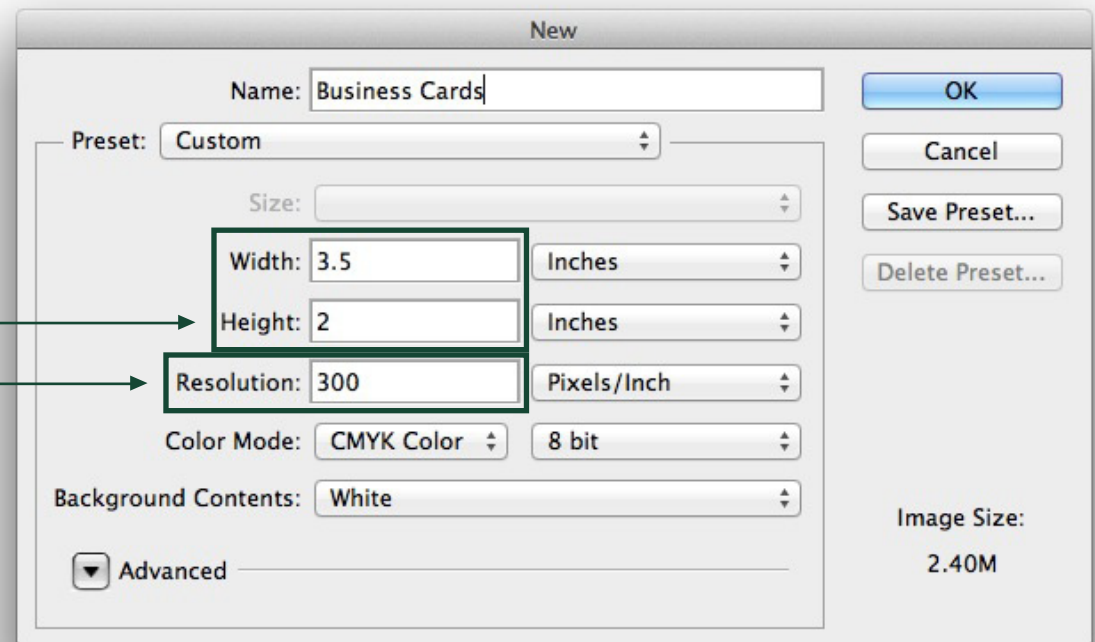 New
Name: Business Cards
OK
Preset: Custom
Cancel
Size:
Save Preset...
Width: 3.5 Inches
Delete Preset...
Height: 2 Inches
Resolution: 300 Pixels/Inch
Color Mode: CMYK Color 8 bit
Background Contents: White
Image Size:
2.40M
Advanced